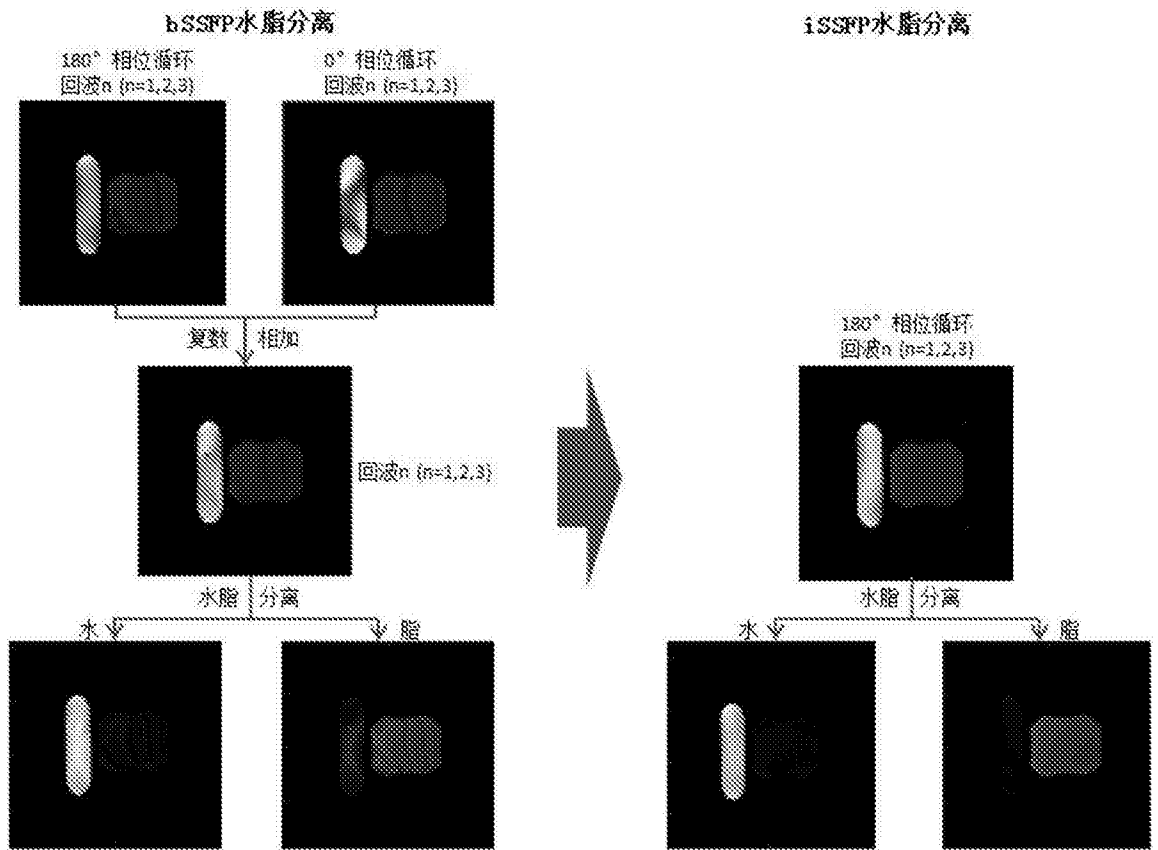 bSSFP水脂分离
iSSFP水脂分离
180° 相位循环
回波n (n=1,2,3)
0° 相位循环
回波n (n=1,2,3)
复数 相加
回波n (n=1,2,3)
水脂 分离
水 脂
180° 相位循环
回波n (n=1,2,3)
水脂 分离
水 脂